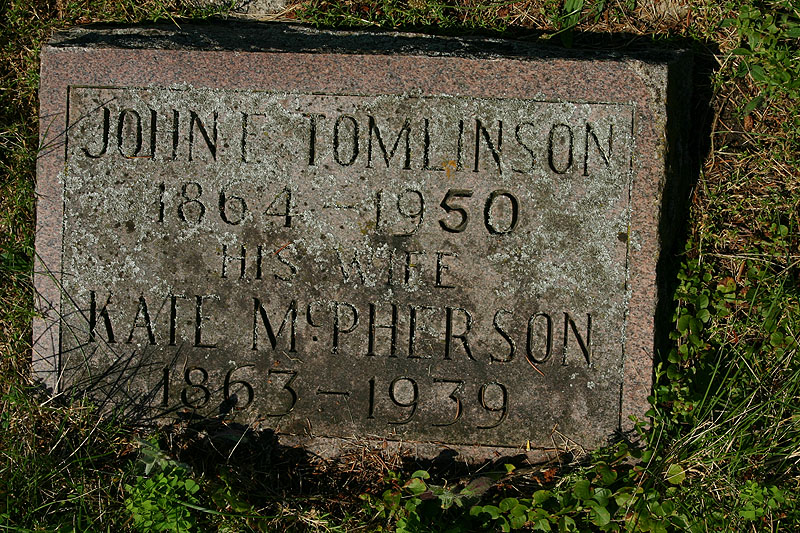 JOHN E TOMLINSON
1864 - 1950
HIS WIFE
KATE McPHERSON
1863 - 1939